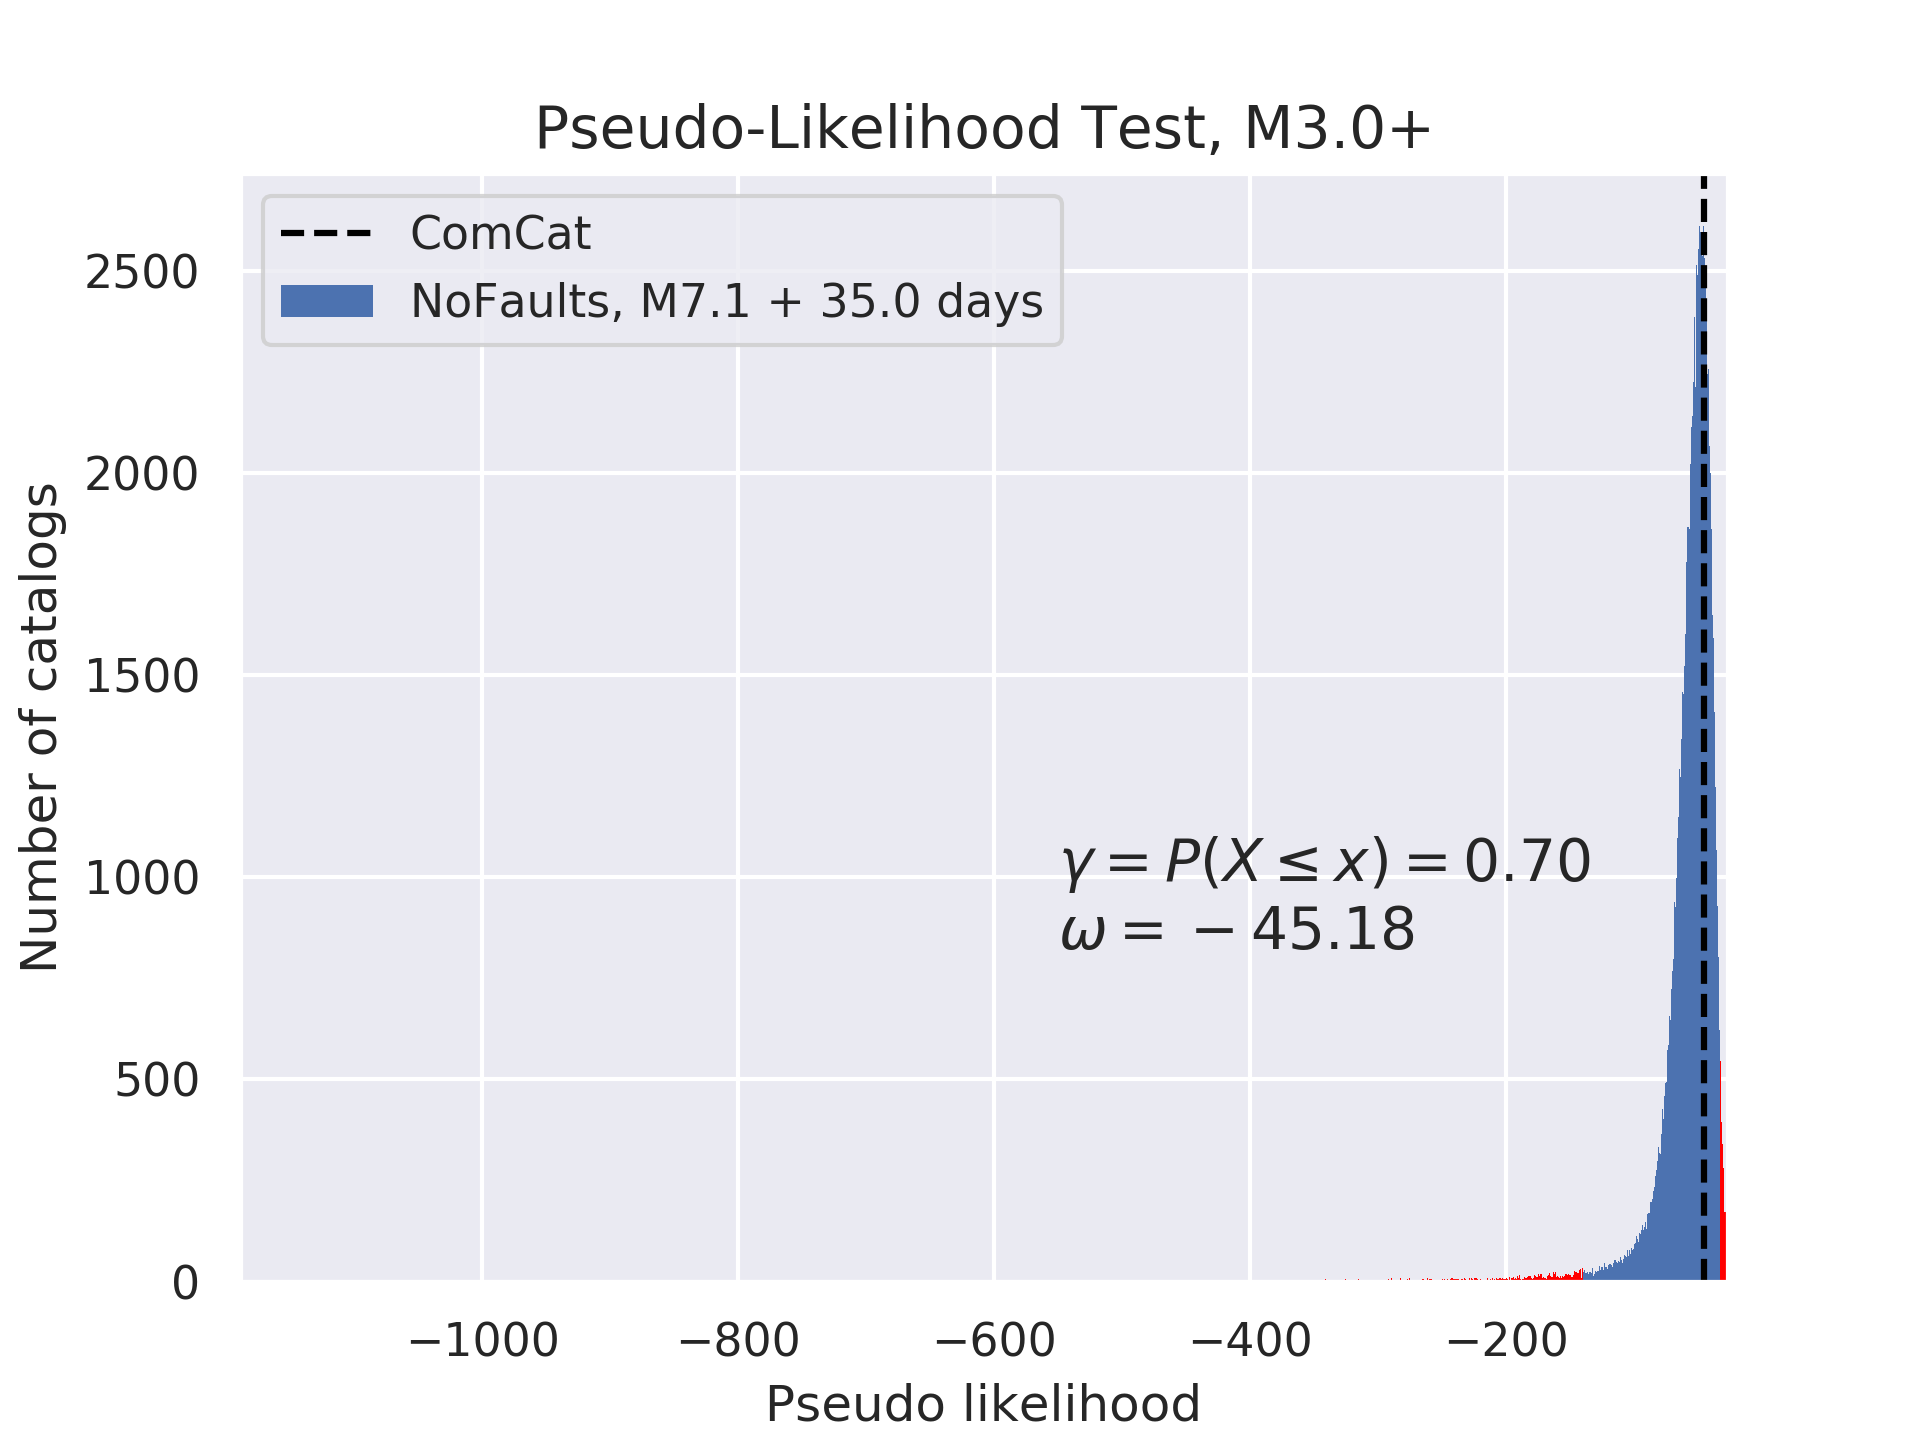 Pseudo-Likelihood Test, M3.0+
ComCat
NoFaults, M7.1 + 35.0 days
2500
2000
1500
1000
500
0
Number of catalogs
γ = P(X ≤ x) = 0.70
ω = −45.18
−1000 −800 −600 −400 −200
Pseudo likelihood